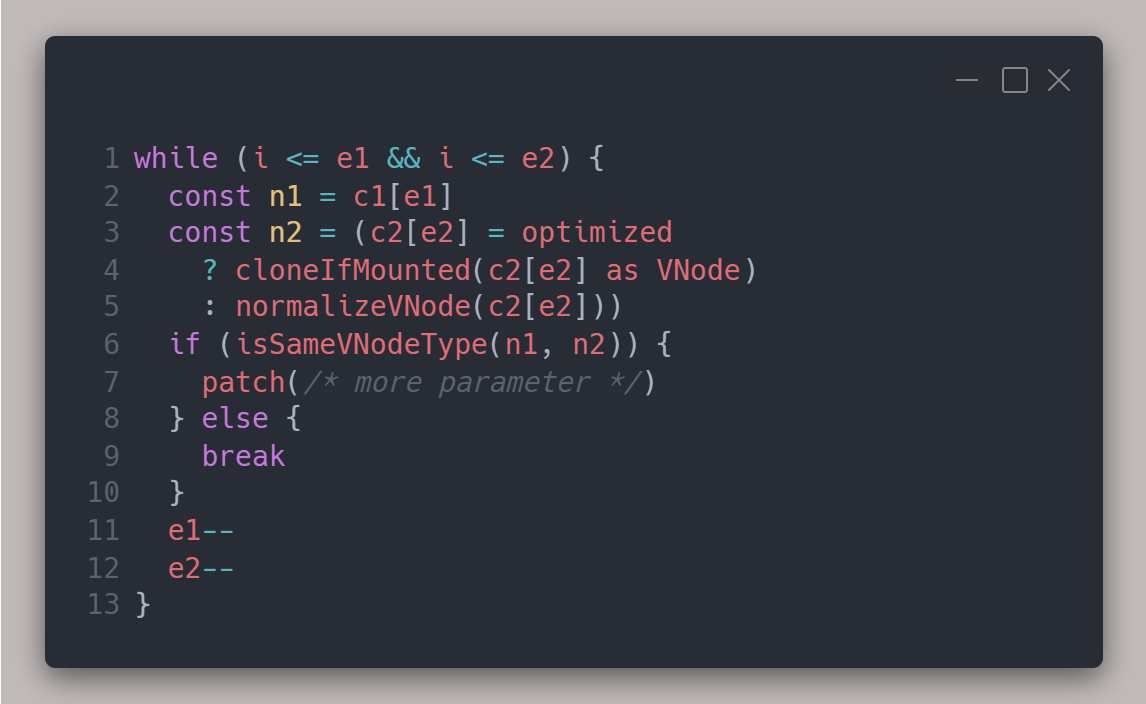 1 while (i <= e1 && i <= e2) {
2   const n1 = c1[e1]
3   const n2 = (c2[e2] = optimized
4     ? cloneIfMounted(c2[e2] as VNode)
5     : normalizeVNode(c2[e2]))
6   if (isSameVNodeType(n1, n2)) {
7     patch(/* more parameter */)
8   } else {
9     break
10   }
11   e1--
12   e2--
13 }